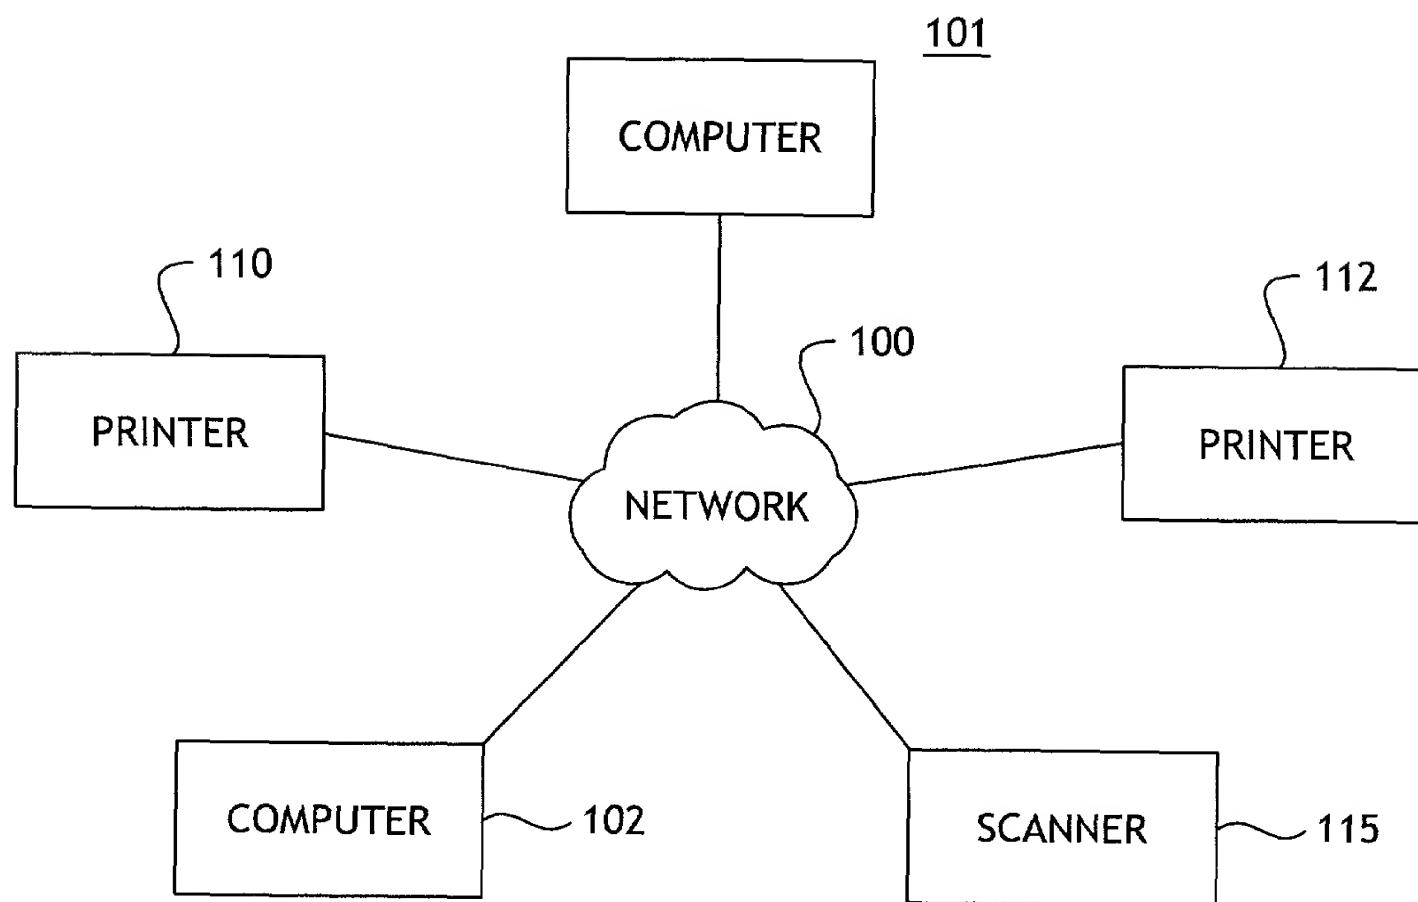 101
COMPUTER
110
112
100
PRINTER
PRINTER
NETWORK
COMPUTER
102
SCANNER
115